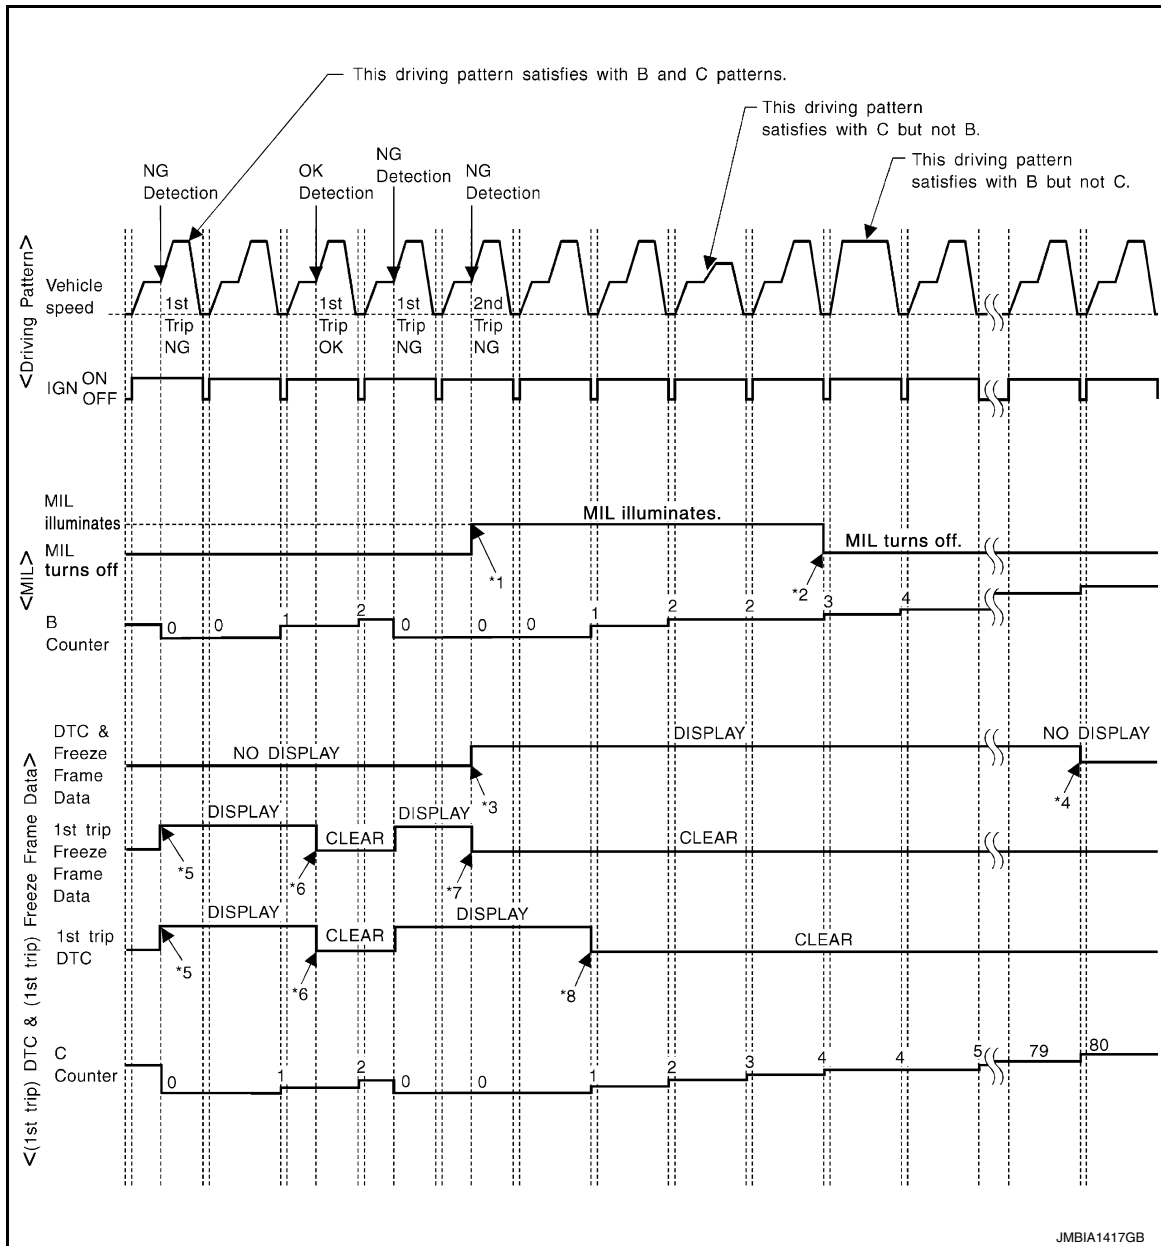 This driving pattern satisfies with B and C patterns.
This driving pattern
satisfies with C but not B.
This driving pattern
satisfies with B but not C.
NG
Detection
OK
Detection
NG
Detection
NG
Detection
<Driving Pattern>
Vehicle
speed
1st
Trip
NG
1st
Trip
OK
1st
Trip
NG
2nd
Trip
NG
IGN ON
OFF
<MIL>
MIL
illuminates
MIL
turns off
MIL illuminates.
MIL turns off.
*1
*2
B
Counter
0 0 1 2 0 0 0 1 2 2 3 4
<(1st trip) DTC & (1st trip) Freeze Frame Data>
DTC &
Freeze
Frame
Data
NO DISPLAY
DISPLAY
NO DISPLAY
*3
*4
1st trip
Freeze
Frame
Data
DISPLAY
CLEAR
DISPLAY
CLEAR
*5
*6
*7
1st trip
DTC
DISPLAY
CLEAR
DISPLAY
CLEAR
*5
*6
*8
C
Counter
0 1 2 0 0 1 2 3 4 4 5 79 80
JMBIA1417GB